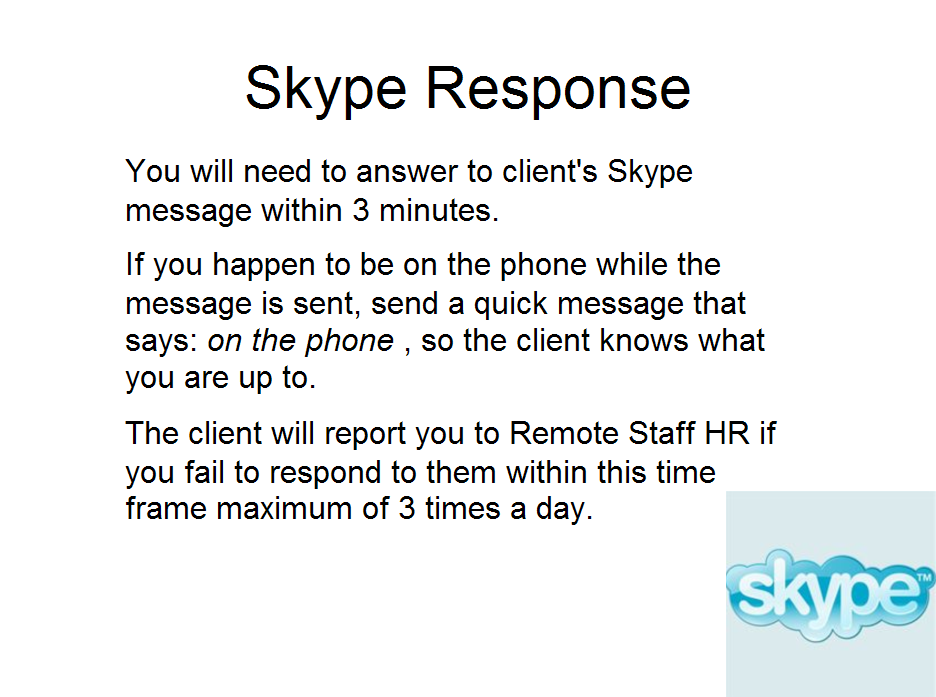 Skype Response
You will need to answer to client's Skype
message within 3 minutes.
If you happen to be on the phone while the
message is sent, send a quick message that
says: on the phone , so the client knows what
you are up to.
The client will report you to Remote Staff HR if
you fail to respond to them within this time
frame maximum of 3 times a day.
skype™